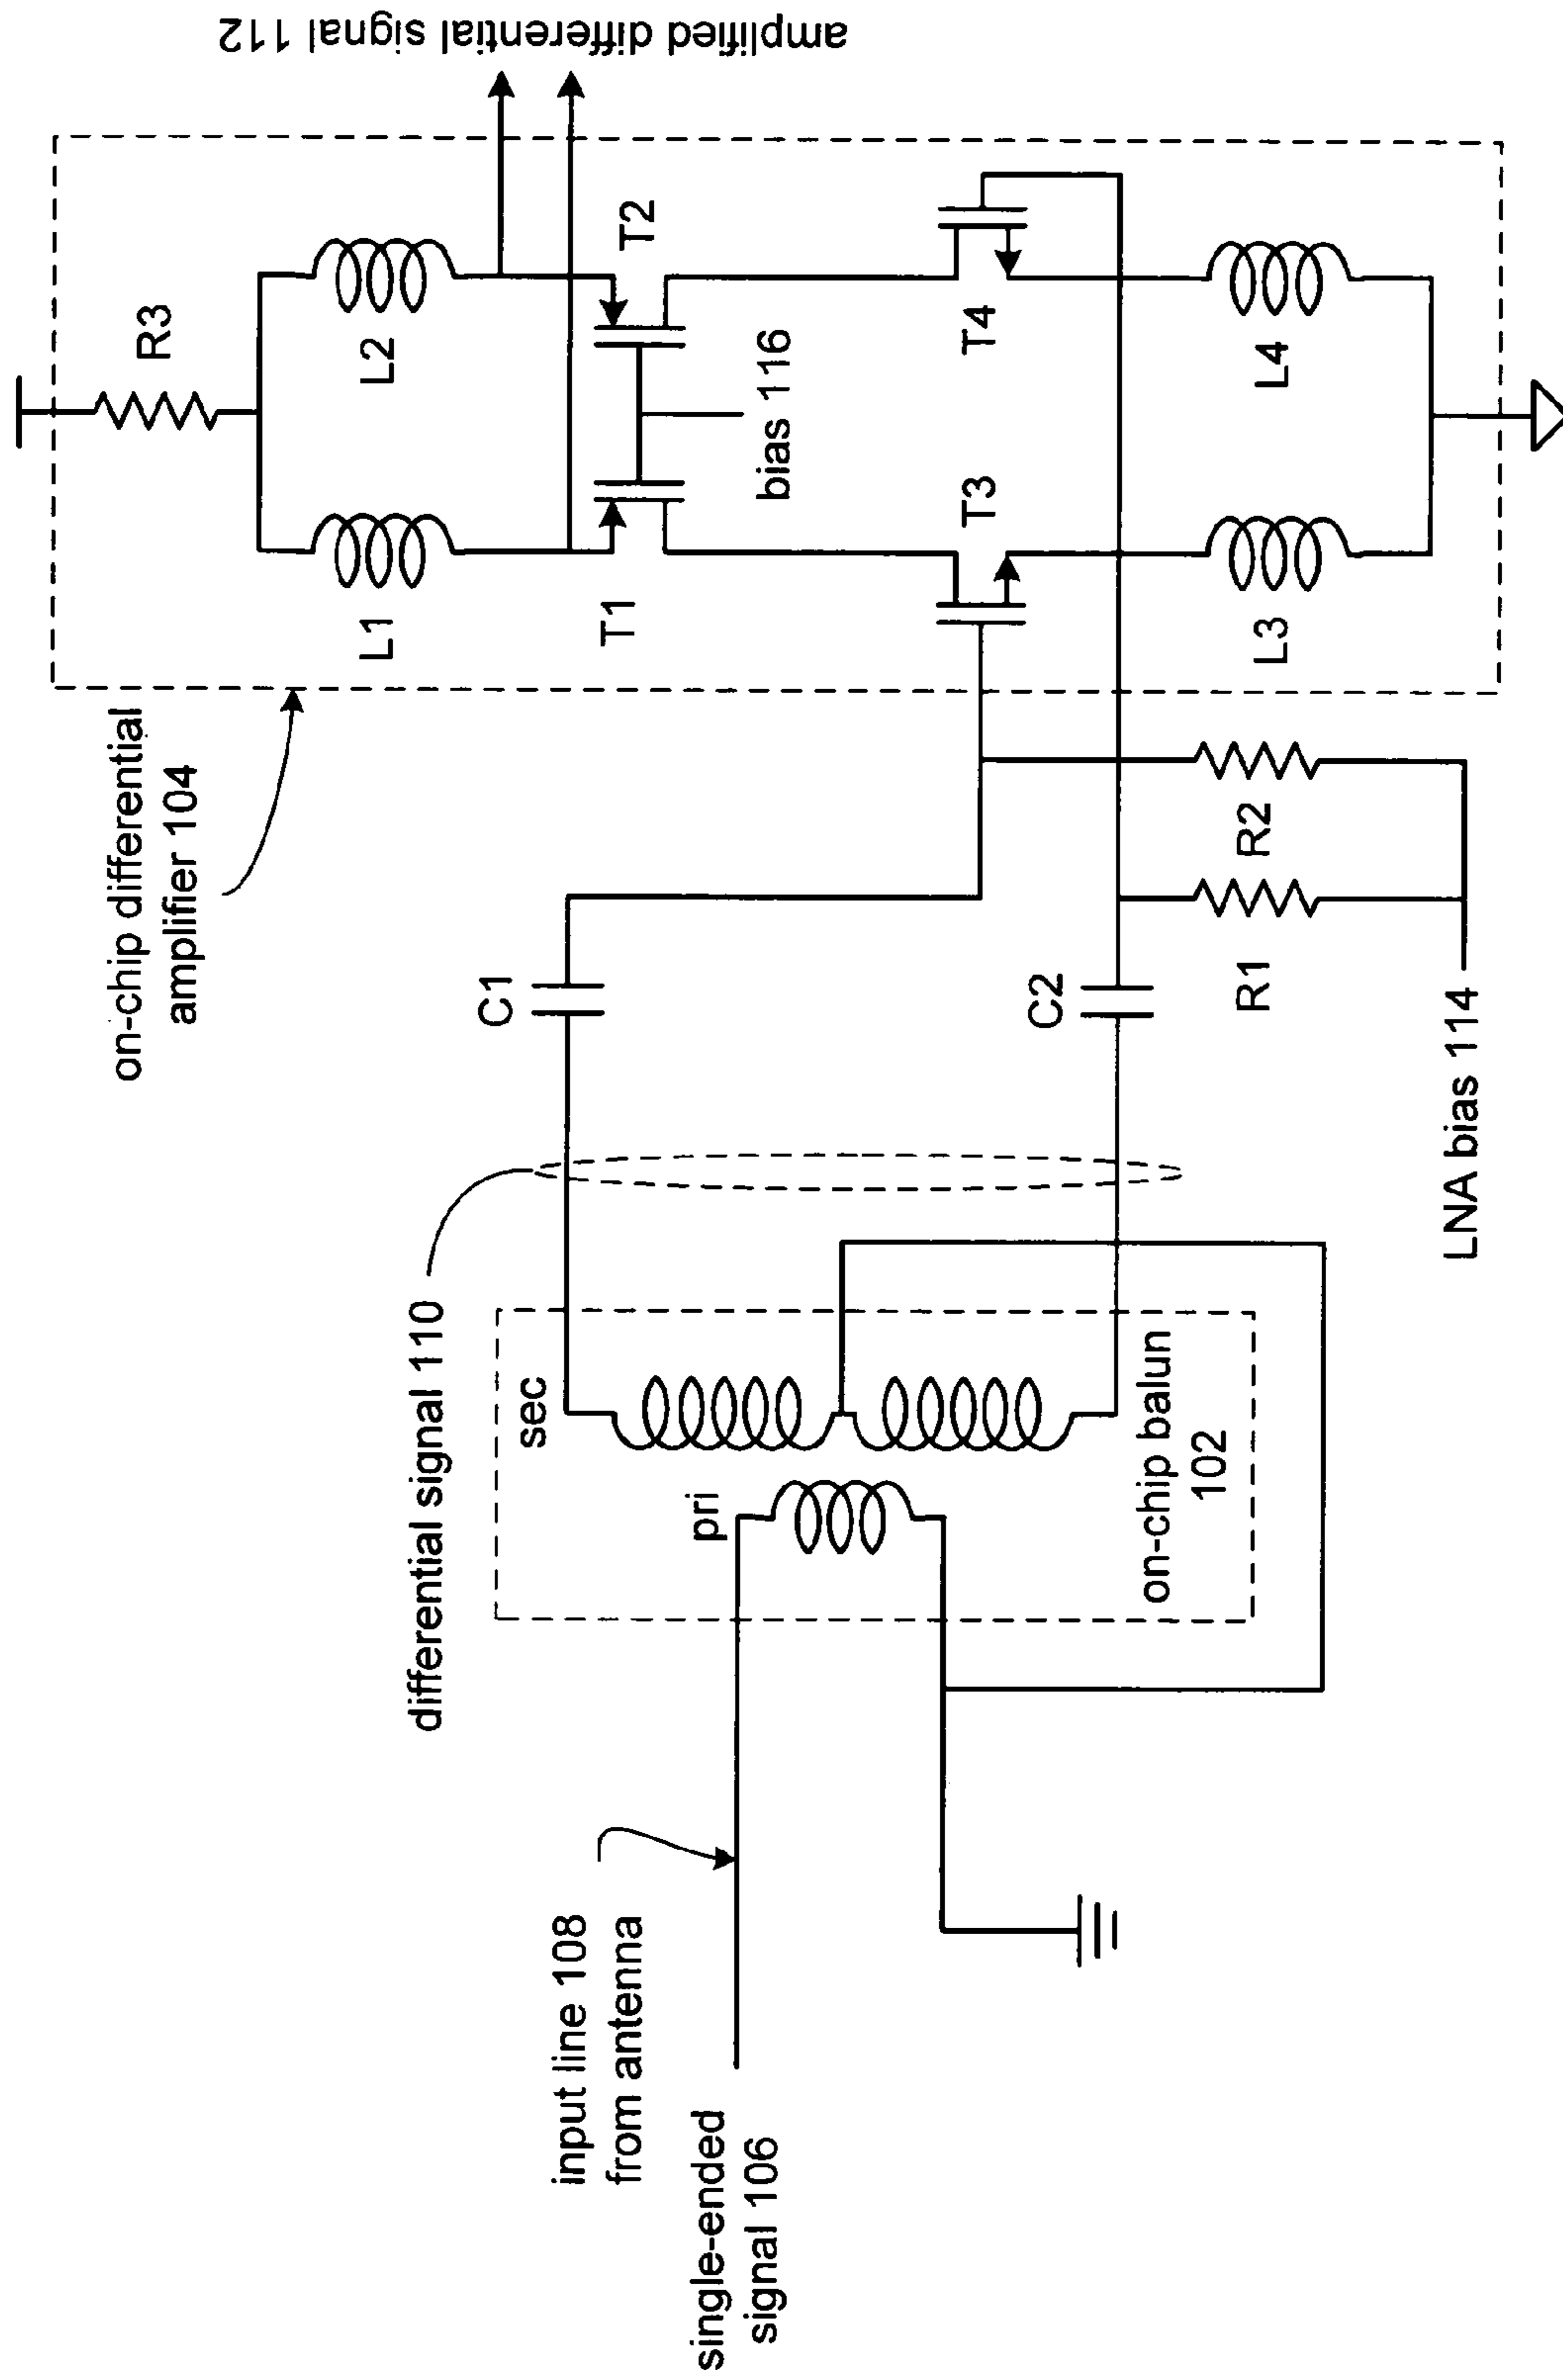 single-ended
signal 106
input line 108
from antenna
pri
sec
on-chip balun
102
differential signal 110
C1
C2
R1
R2
LNA bias 114
on-chip differential
amplifier 104
R3
L1
L2
T1
T2
bias 116
T3
T4
L3
L4
amplified differential signal 112